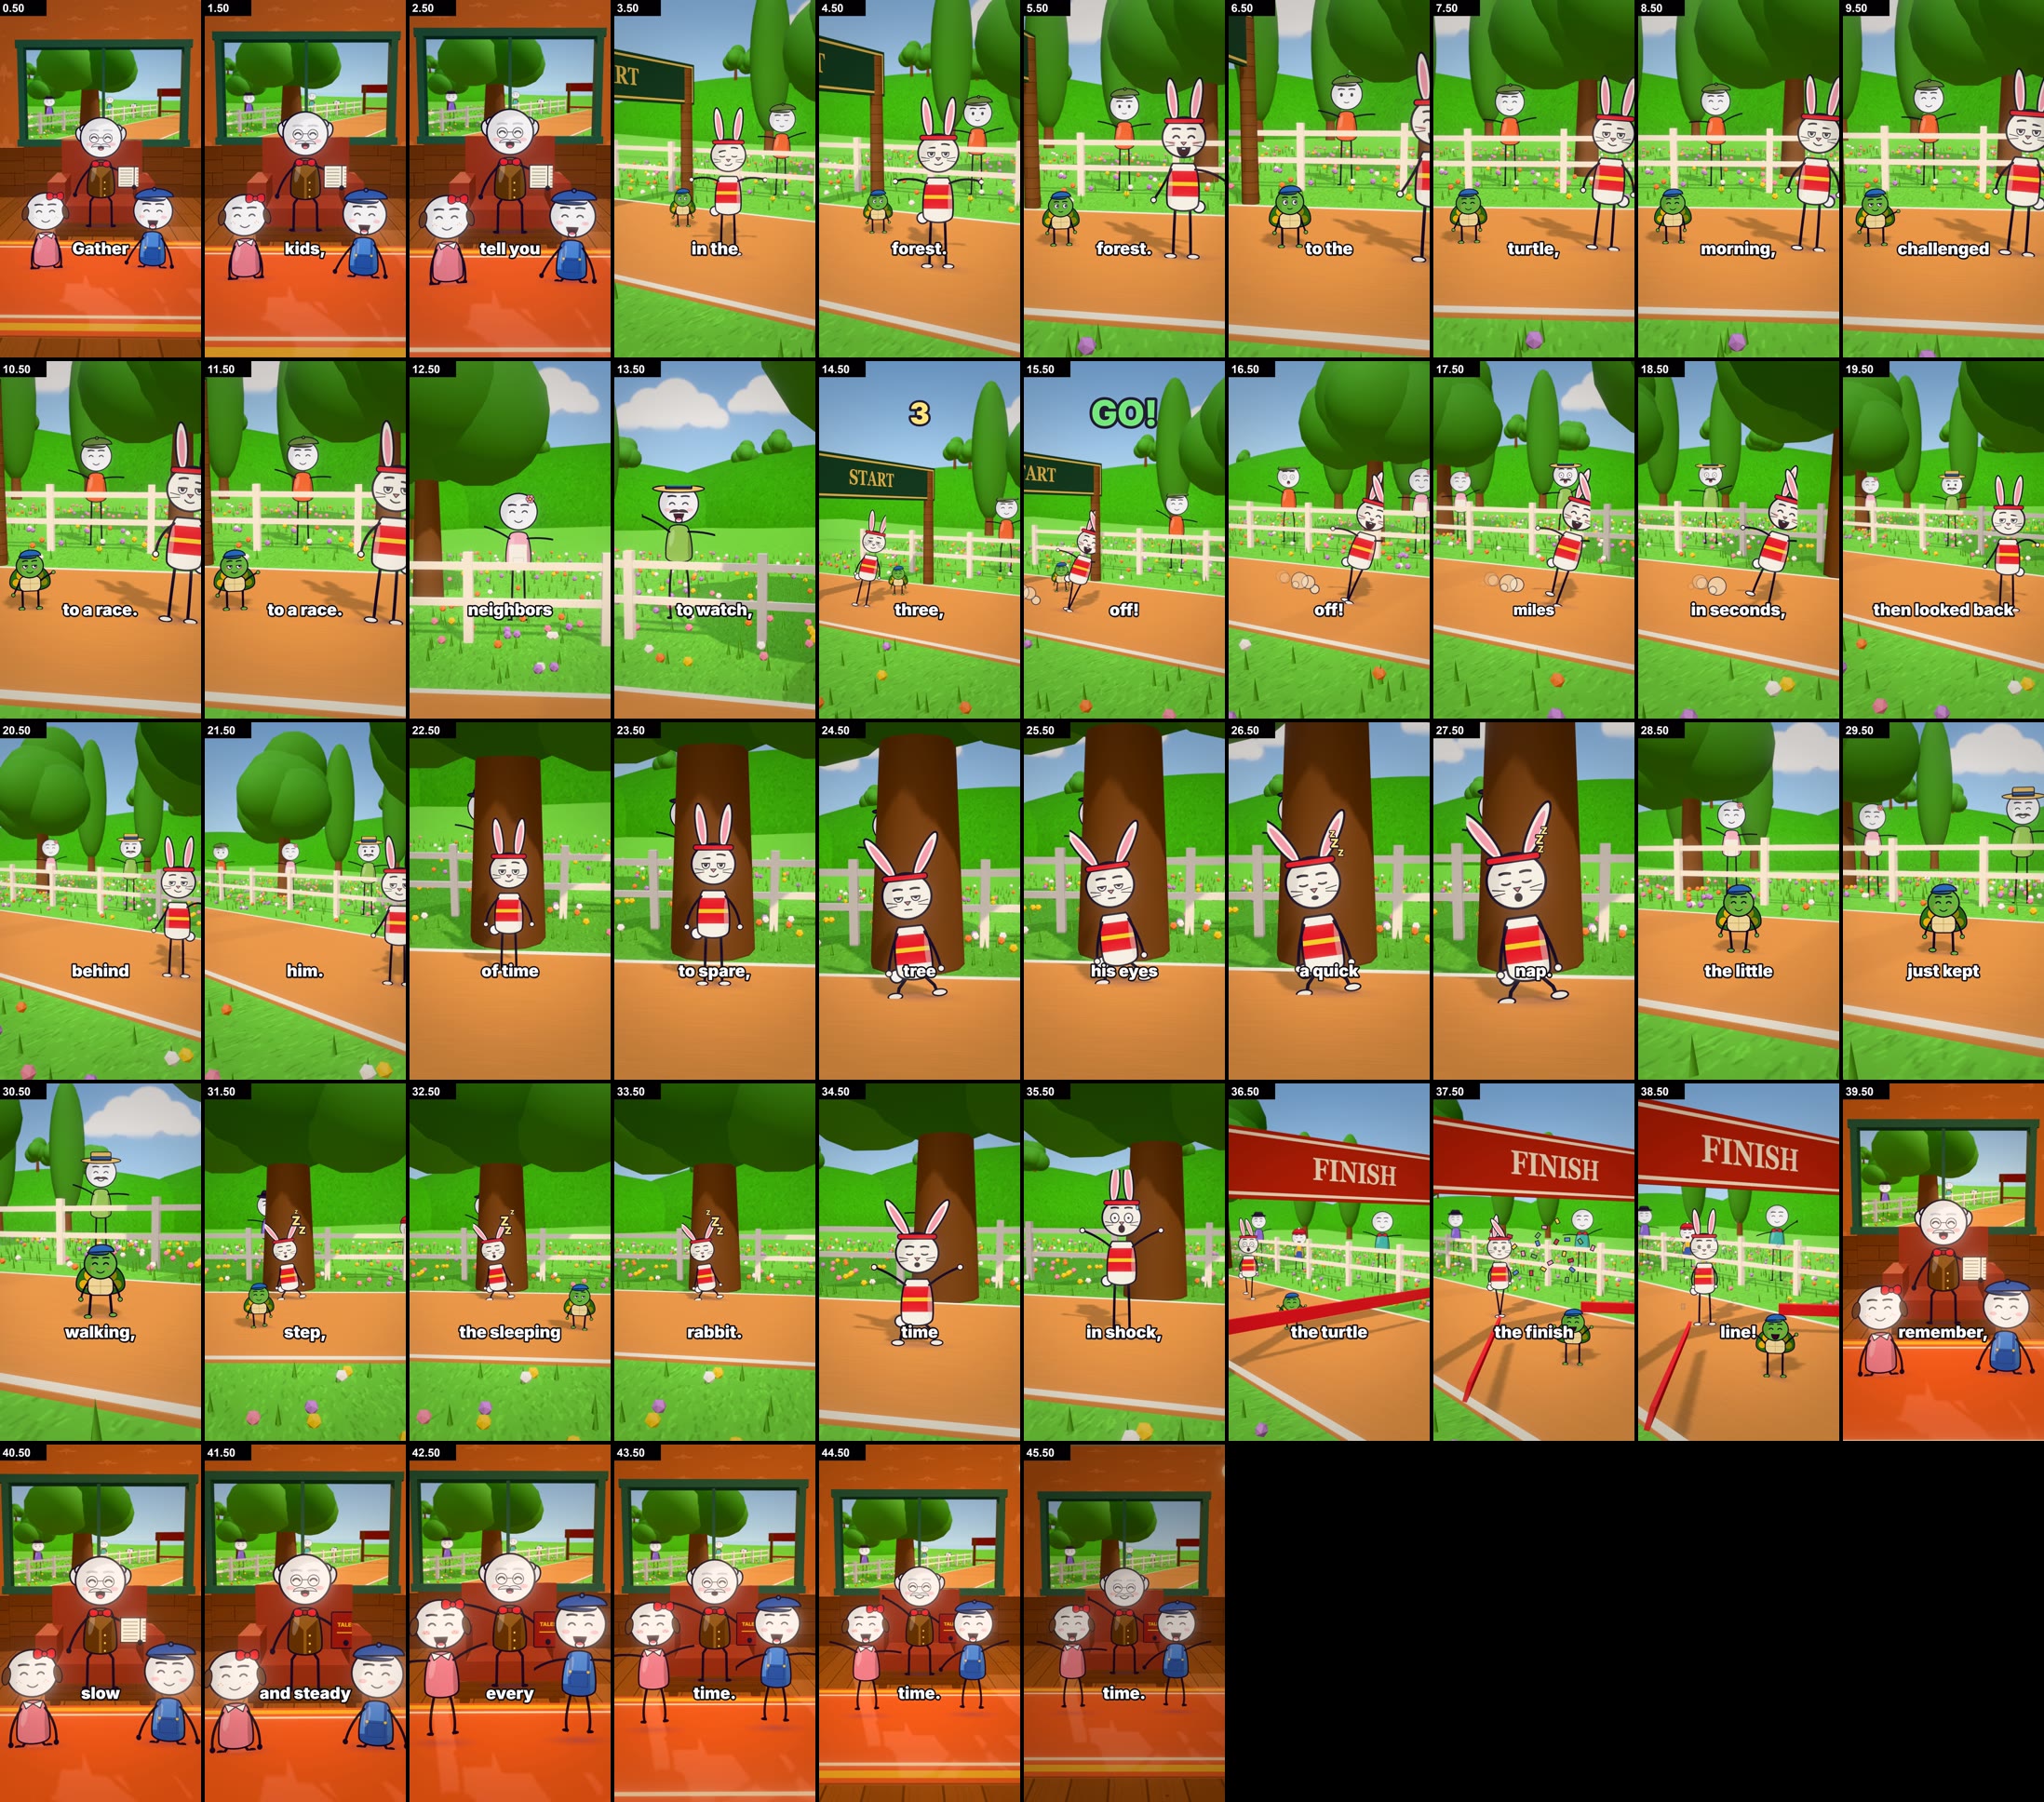 0.50
1.50
2.50
3.50
4.50
5.50
6.50
7.50
8.50
9.50
RT
T
Gather
kids,
tell you
in the
forest.
forest.
to the
turtle,
morning,
challenged
10.50
11.50
12.50
13.50
14.50
15.50
16.50
17.50
18.50
19.50
3
GO!
START
ART
to a race.
to a race.
neighbors
to watch,
three,
off!
off!
miles
in seconds,
then looked back
20.50
21.50
22.50
23.50
24.50
25.50
26.50
27.50
28.50
29.50
z
z
z
z
z
z
behind
him.
of time
to spare,
tree
his eyes
a quick
nap.
the little
just kept
30.50
31.50
32.50
33.50
34.50
35.50
36.50
37.50
38.50
39.50
FINISH
FINISH
FINISH
z
z
z
z
z
z
z
z
z
walking,
step,
the sleeping
rabbit.
time
in shock,
the turtle
the finish
line!
remember,
40.50
41.50
42.50
43.50
44.50
45.50
TALE
TALE
TAL
TAL
TAL
slow
and steady
every
time.
time.
time.